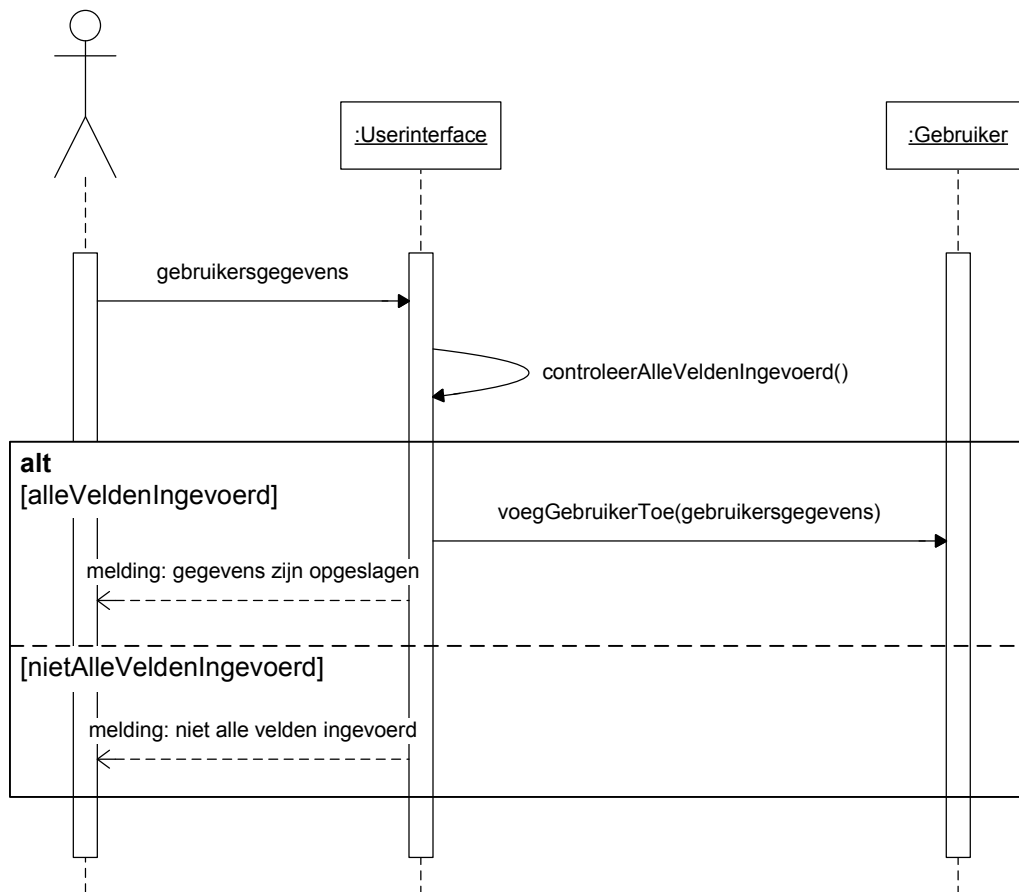 :Userinterface
:Gebruiker
gebruikersgegevens
controleerAlleVeldenIngevoerd()
alt
[alleVeldenIngevoerd]
voegGebruikerToe(gebruikersgegevens)
melding: gegevens zijn opgeslagen
[nietAlleVeldenIngevoerd]
melding: niet alle velden ingevoerd